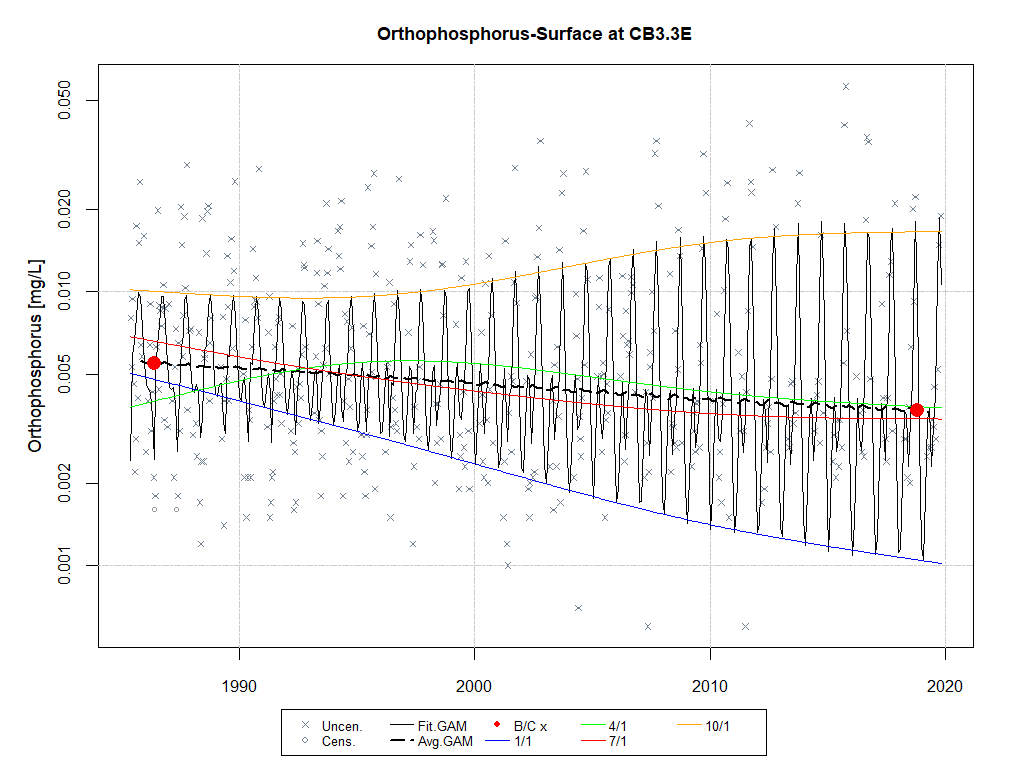 Orthophosphorus-Surface at CB3.3E
Orthophosphorus [mg/L]
0.050
0.020
0.010
0.005
0.002
0.001
1990 2000 2010 2020
Uncen. Fit.GAM B/C x 4/1 10/1
Cens. Avg.GAM 1/1 7/1